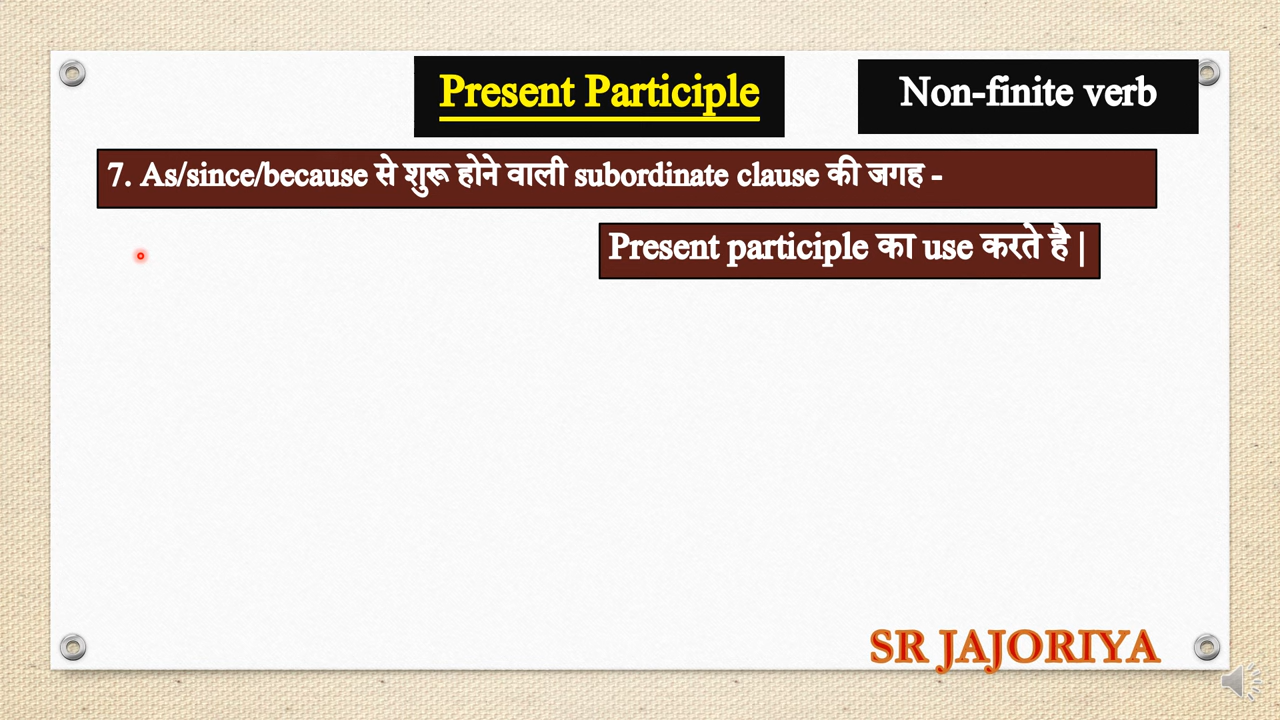 Present Participle
Non-finite verb
7. As/since/because से शुरू होने वाली subordinate clause की जगह -
Present participle का use करते है |
SR JAJORIYA